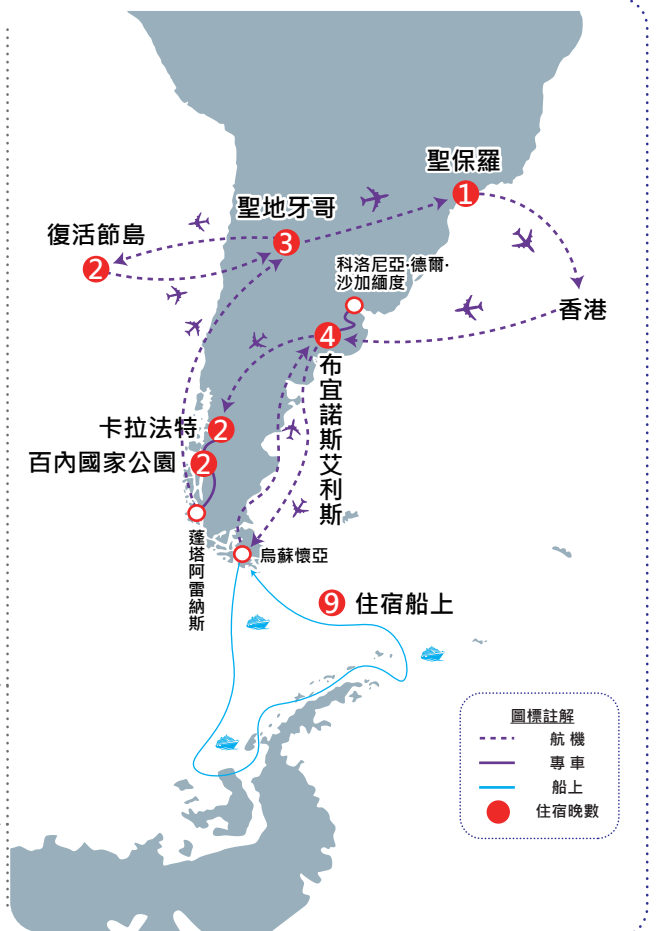 聖保羅
1
聖地牙哥
3
復活節島
2
科洛尼亞·德爾·
沙加緬度
香港
4
布宜諾斯艾利斯
卡拉法特
2
百內國家公園
2
蓬塔阿雷納斯
烏蘇懷亞
9 住宿船上
圖標註解
航機
專車
船上
住宿晚數